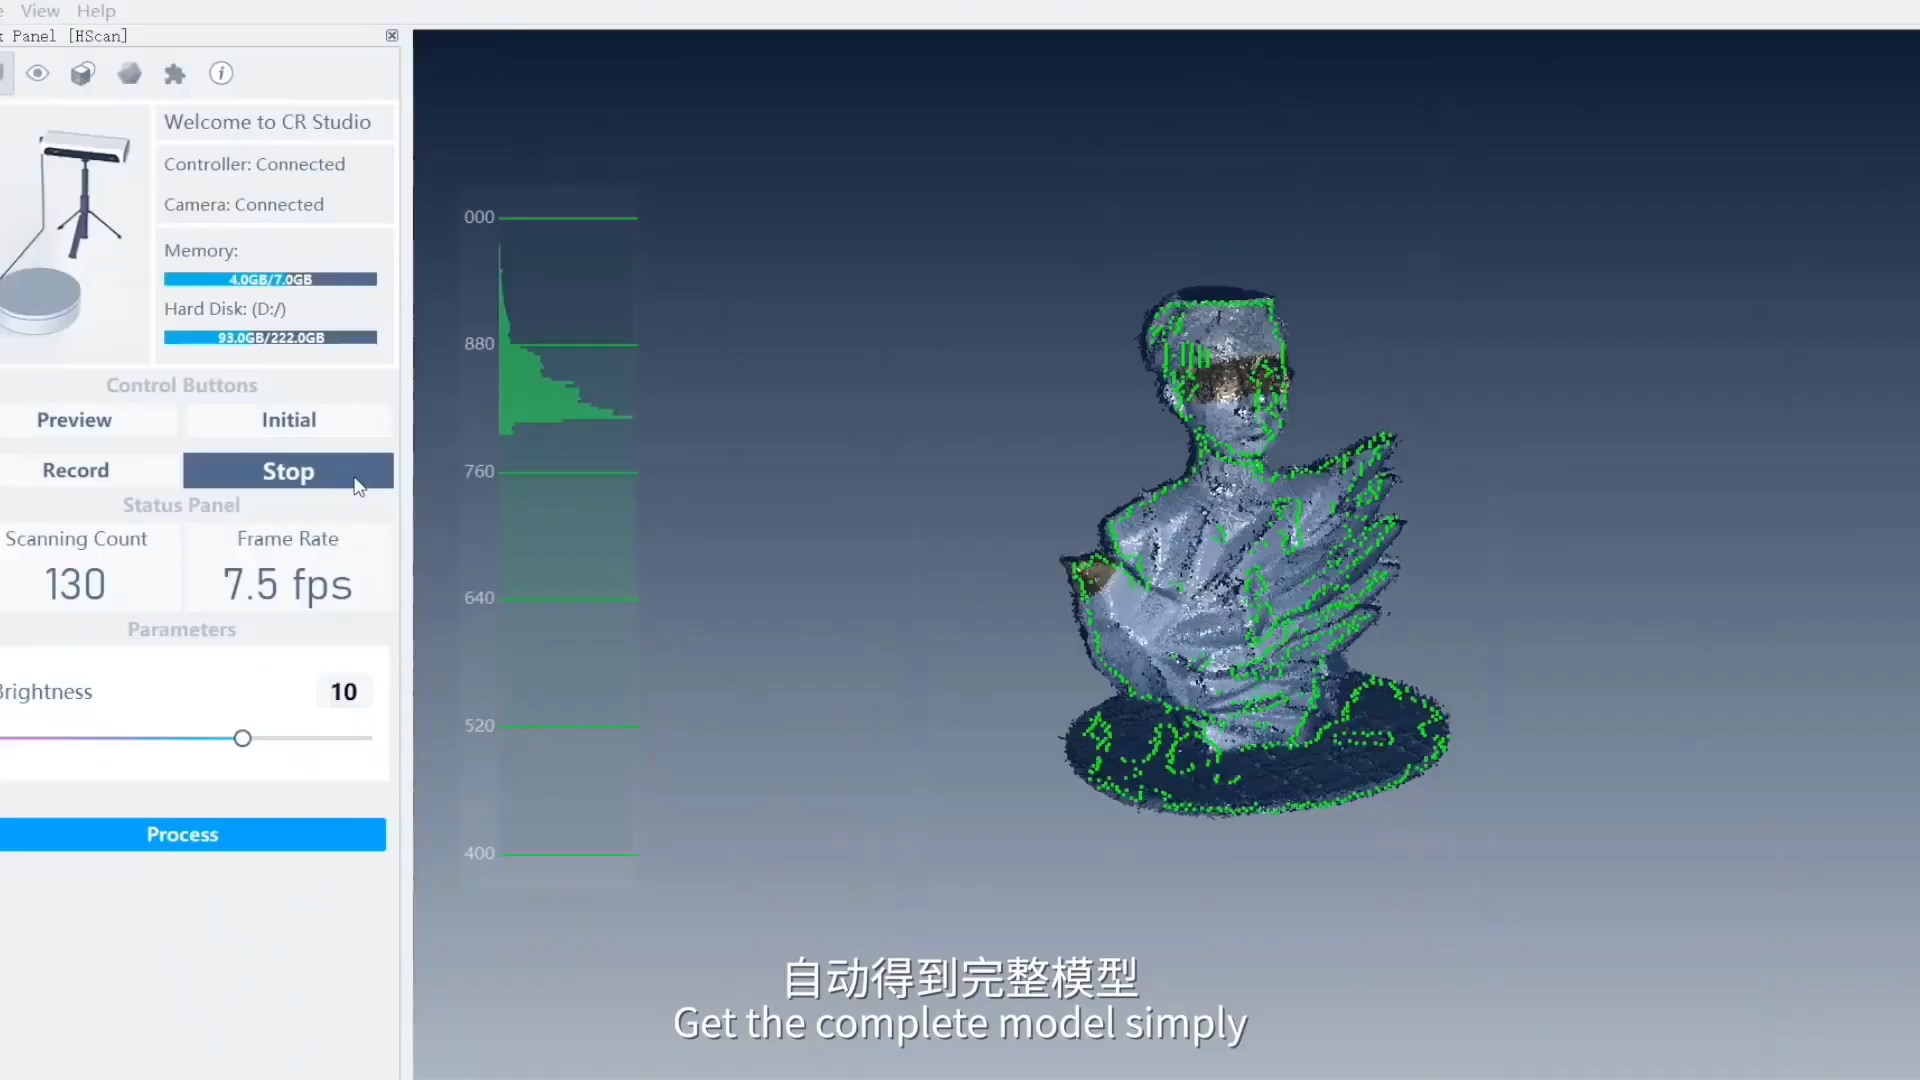 View Help
Panel [HScan]
Welcome to CR Studio
Controller: Connected
Camera: Connected
Memory:
4.0GB/7.0GB
Hard Disk: (D:/)
93.0GB/222.0GB
Control Buttons
Preview Initial
Record Stop
Status Panel
Scanning Count Frame Rate
130 7.5 fps
Parameters
Brightness 10
Process
000
880
760
640
520
400
自动得到完整模型
Get the complete model simply